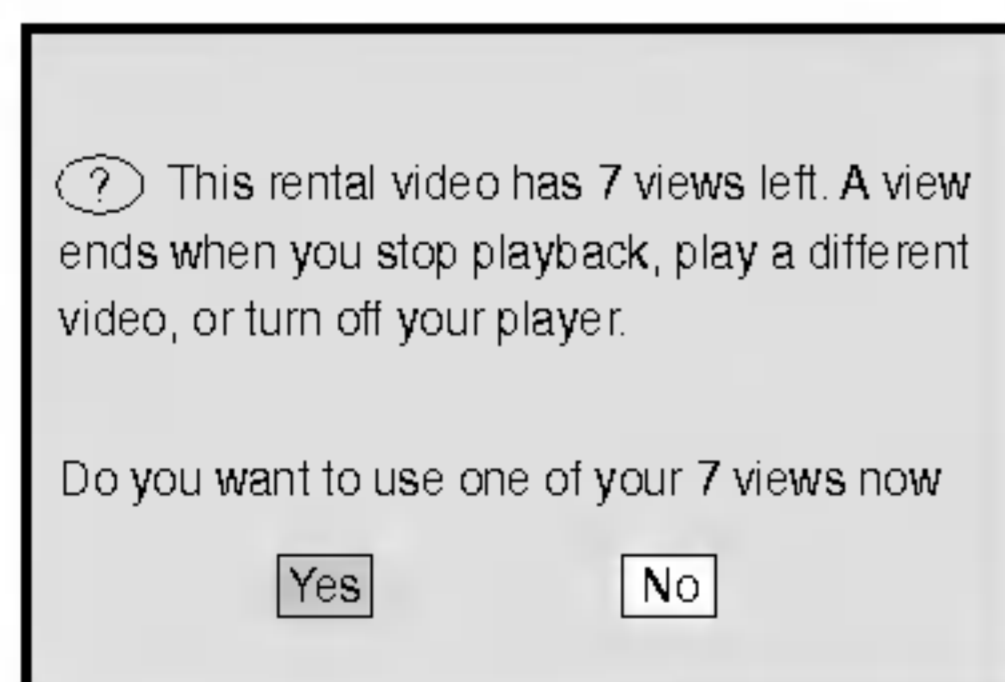 ? This rental video has 7 views left. A view
ends when you stop playback, play a different
video, or turn off your player.
Do you want to use one of your 7 views now
Yes No